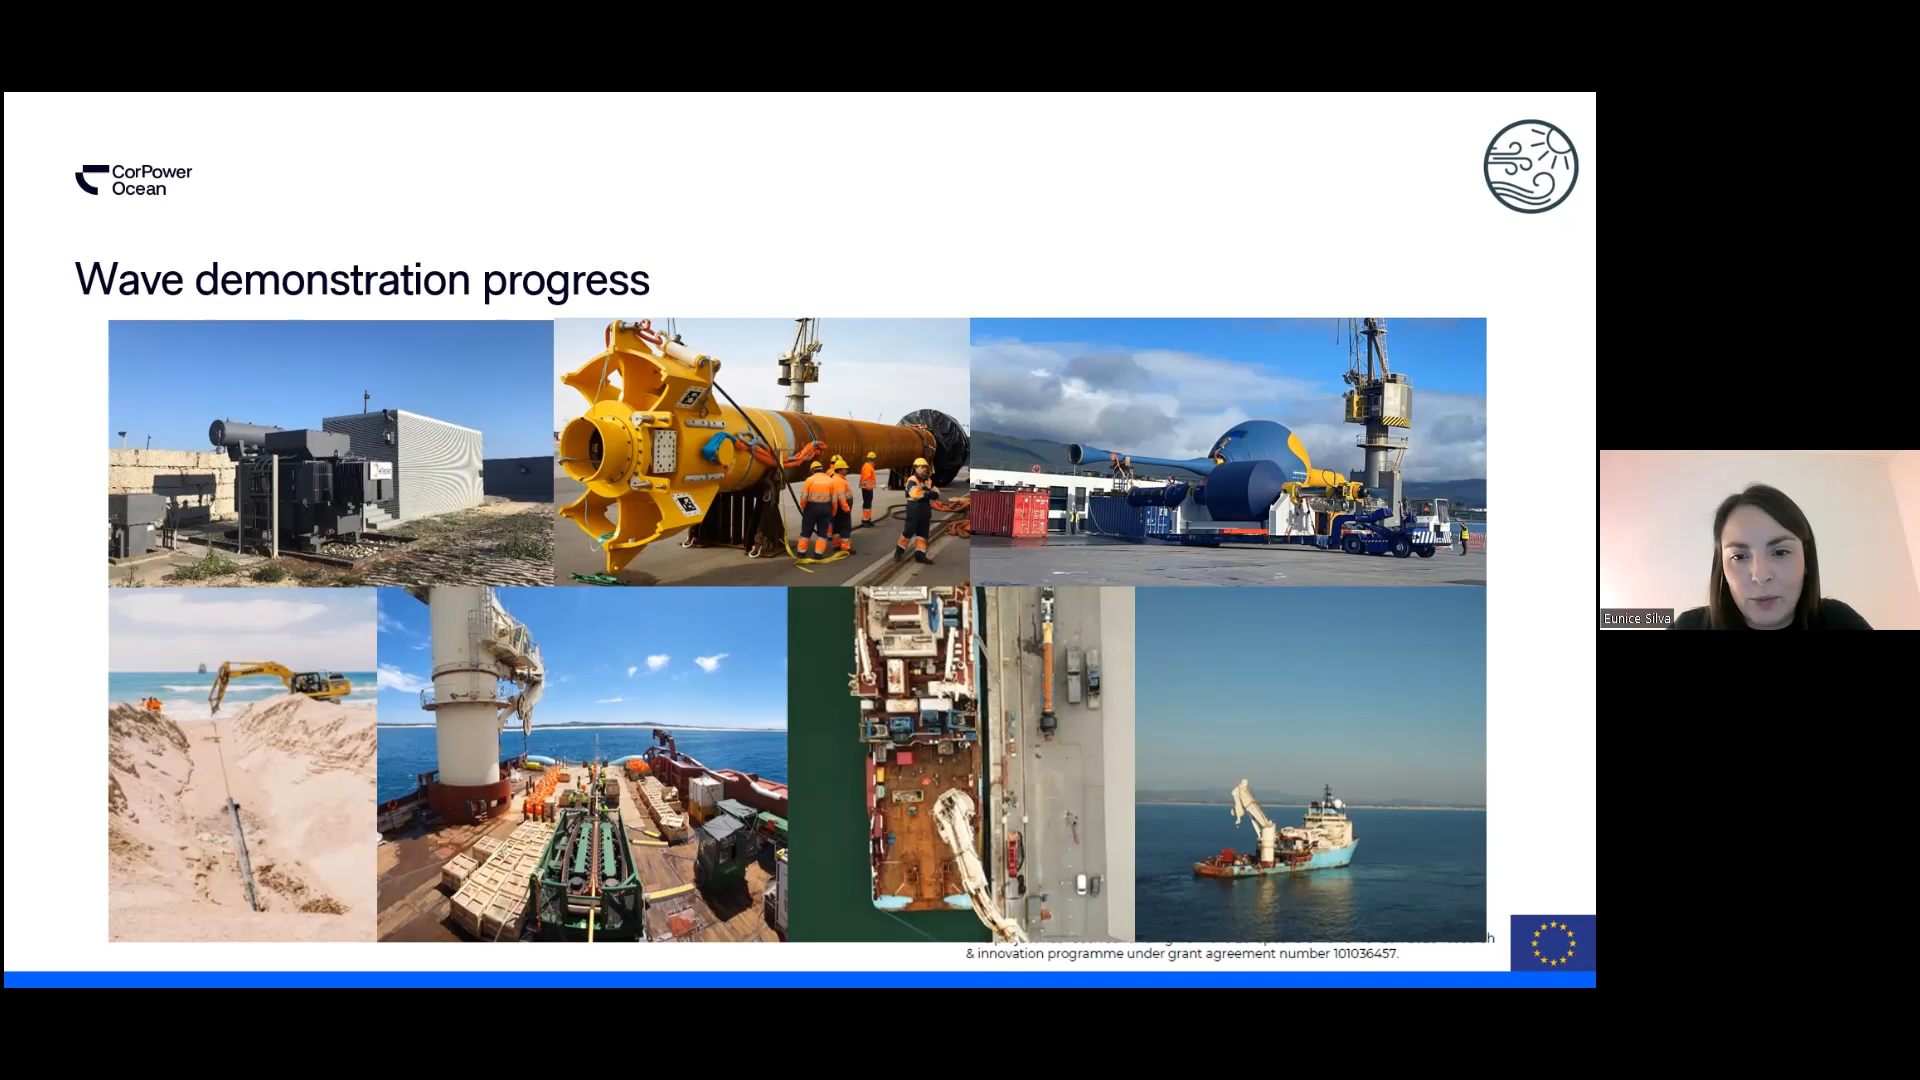 CorPower
Ocean
Wave demonstration progress
& innovation programme under grant agreement number 101036457.
Eunice Silva